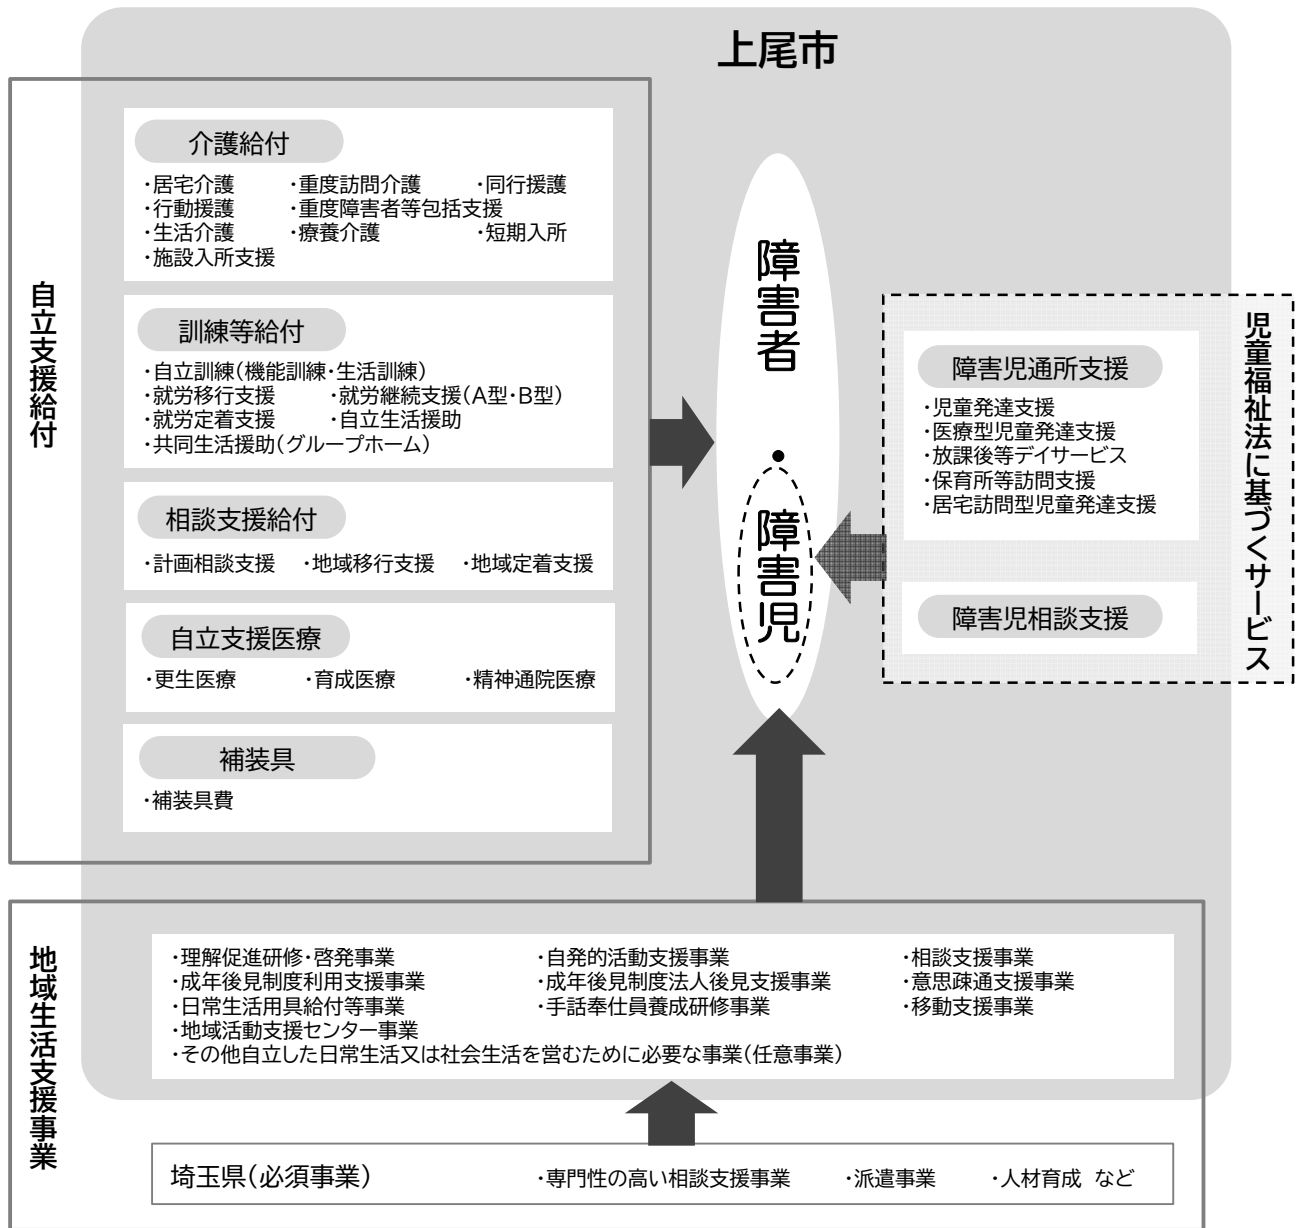 上尾市
自立支援給付
介護給付
・居宅介護 ・重度訪問介護 ・同行援護
・行動援護 ・重度障害者等包括支援
・生活介護 ・療養介護 ・短期入所
・施設入所支援
訓練等給付
・自立訓練(機能訓練・生活訓練)
・就労移行支援 ・就労継続支援(A型・B型)
・就労定着支援 ・自立生活援助
・共同生活援助(グループホーム)
相談支援給付
・計画相談支援 ・地域移行支援 ・地域定着支援
自立支援医療
・更生医療 ・育成医療 ・精神通院医療
補装具
・補装具費
障害者・障害児
児童福祉法に基づくサービス
障害児通所支援
・児童発達支援
・医療型児童発達支援
・放課後等デイサービス
・保育所等訪問支援
・居宅訪問型児童発達支援
障害児相談支援
地域生活支援事業
・理解促進研修・啓発事業 ・自発的活動支援事業 ・相談支援事業
・成年後見制度利用支援事業 ・成年後見制度法人後見支援事業 ・意思疎通支援事業
・日常生活用具給付等事業 ・手話奉仕員養成研修事業 ・移動支援事業
・地域活動支援センター事業
・その他自立した日常生活又は社会生活を営むために必要な事業(任意事業)
埼玉県(必須事業) ・専門性の高い相談支援事業 ・派遣事業 ・人材育成 など